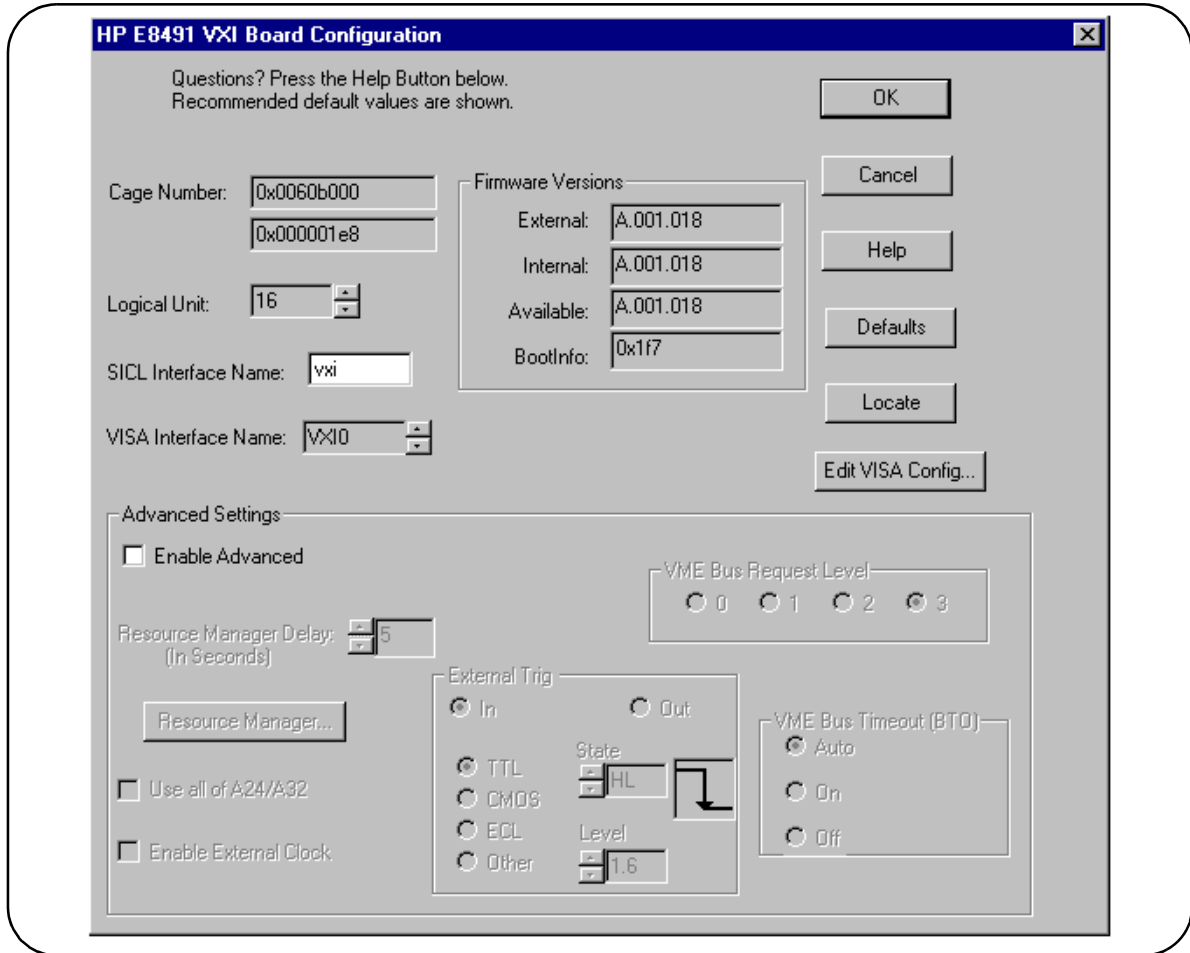 HP E8491 VXI Board Configuration
Questions? Press the Help Button below.
Recommended default values are shown.
OK
Cancel
Help
Defaults
Locate
Edit VISA Config...
Cage Number: 0x0060b000
0x000001e8
Logical Unit: 16
SICL Interface Name: vxi
VISA Interface Name: VXI0
Firmware Versions
External: A.001.018
Internal: A.001.018
Available: A.001.018
BootInfo: 0x1f7
Advanced Settings
Enable Advanced
VME Bus Request Level
0 1 2 3
Resource Manager Delay: 5
(In Seconds)
Resource Manager...
Use all of A24/A32
Enable External Clock
External Trig
In Out
TTL
CMOS
ECL
Other
State
HL
Level
1.6
VME Bus Timeout (BTO)
Auto
On
Off